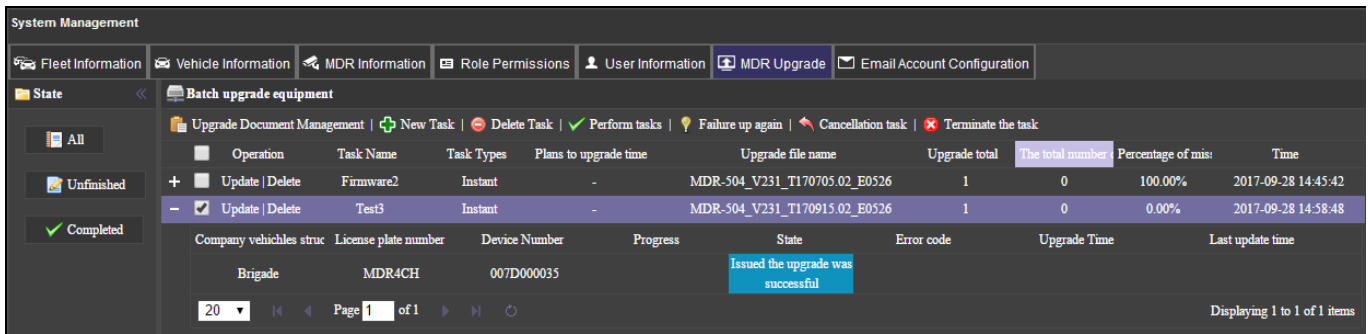 System Management
Fleet Information Vehicle Information MDR Information Role Permissions User Information MDR Upgrade Email Account Configuration
State Batch upgrade equipment
Upgrade Document Management | New Task | Delete Task | Perform tasks | Failure up again | Cancellation task | Terminate the task
All
Operation Task Name Task Types Plans to upgrade time Upgrade file name Upgrade total The total number Percentage of miss Time
Unfinished
Update | Delete Firmware2 Instant - MDR-504_V231_T170705.02_E0526 1 0 100.00% 2017-09-28 14:45:42
Update | Delete Test3 Instant - MDR-504_V231_T170915.02_E0526 1 0 0.00% 2017-09-28 14:58:48
Completed
Company vehichles struc License plate number Device Number Progress State Error code Upgrade Time Last update time
Brigade MDR4CH 007D000035 Issued the upgrade was
successful
20 Page 1 of 1 Displaying 1 to 1 of 1 items